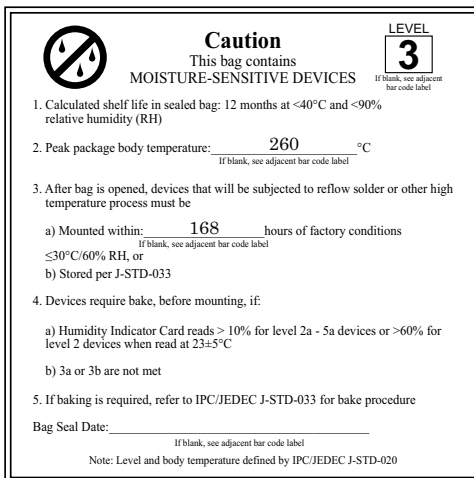 Caution
LEVEL
3
If blank, see adjacent
bar code label
This bag contains
MOISTURE-SENSITIVE DEVICES
1. Calculated shelf life in sealed bag: 12 months at <40°C and <90%
relative humidity (RH)
2. Peak package body temperature: 260 °C
If blank, see adjacent bar code label
3. After bag is opened, devices that will be subjected to reflow solder or other high
temperature process must be
a) Mounted within: 168 hours of factory conditions
If blank, see adjacent bar code label
≤30°C/60% RH, or
b) Stored per J-STD-033
4. Devices require bake, before mounting, if:
a) Humidity Indicator Card reads > 10% for level 2a - 5a devices or >60% for
level 2 devices when read at 23±5°C
b) 3a or 3b are not met
5. If baking is required, refer to IPC/JEDEC J-STD-033 for bake procedure
Bag Seal Date:
If blank, see adjacent bar code label
Note: Level and body temperature defined by IPC/JEDEC J-STD-020